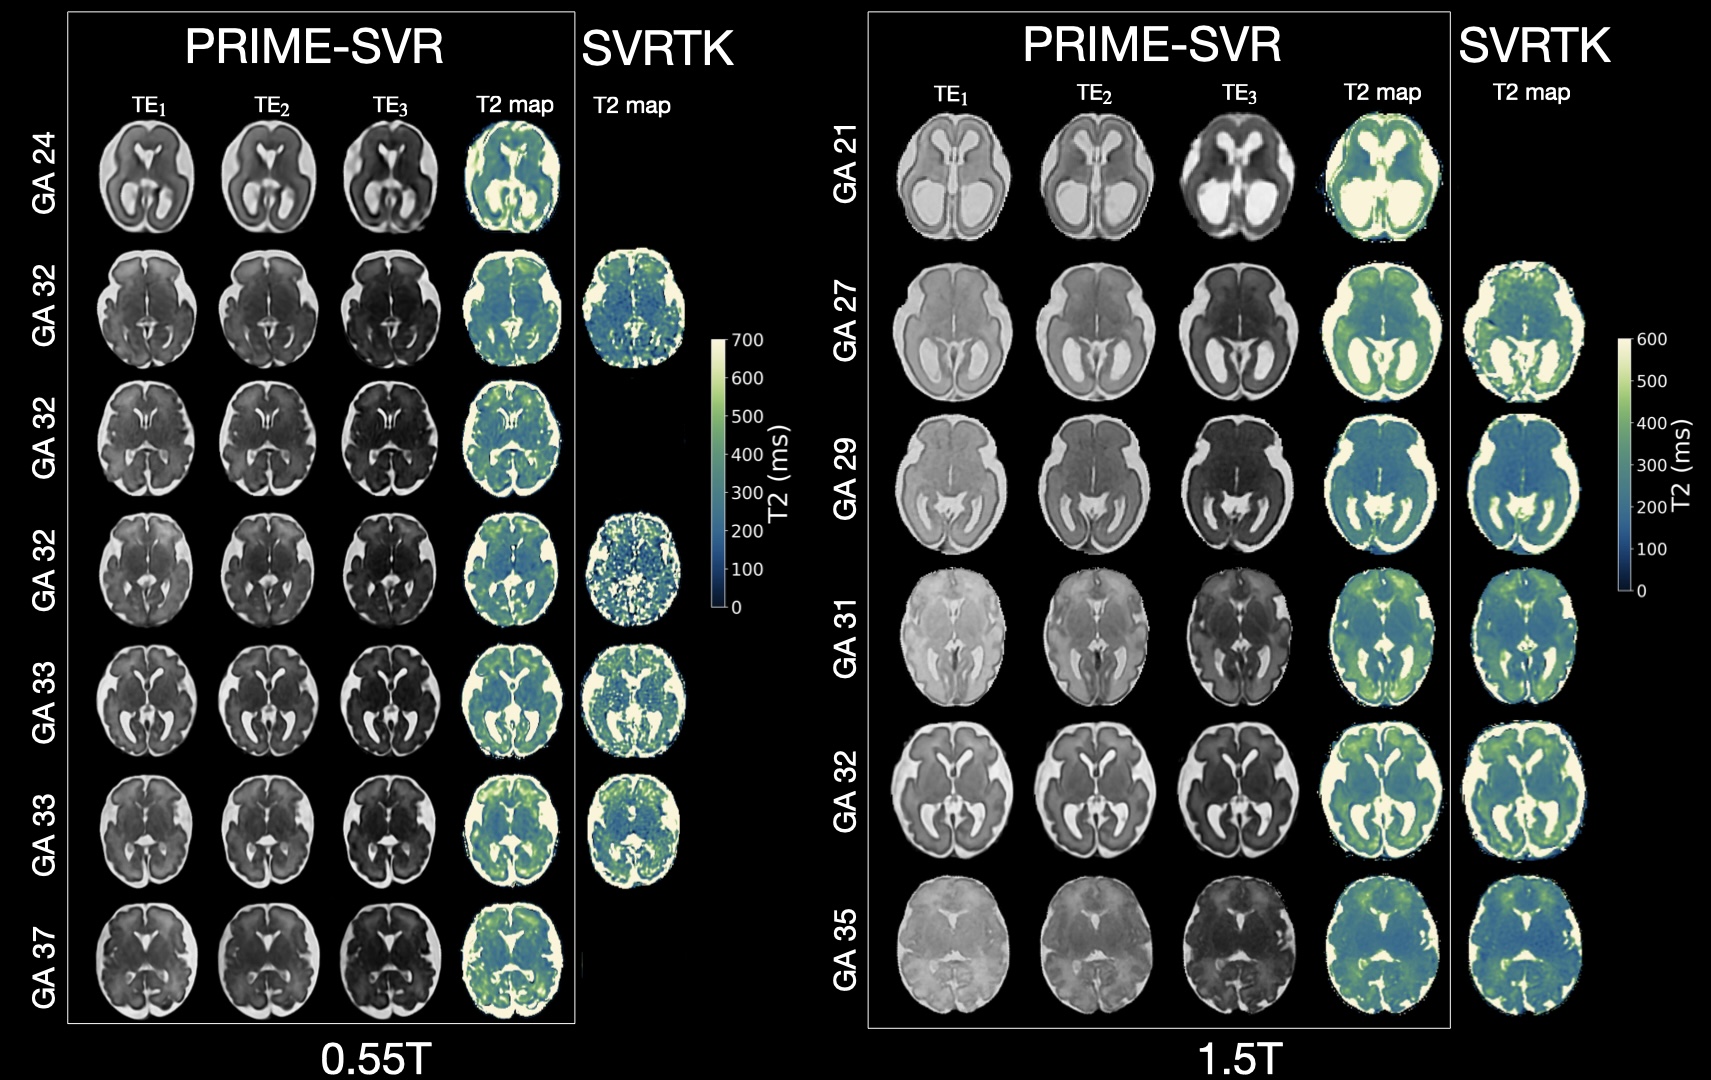 PRIME-SVR
SVRTK
TE1 TE2 TE3 T2 map T2 map
GA 24
GA 32
GA 32
GA 32
GA 33
GA 33
GA 37
700
600
500
400
300
200
100
0
T2 (ms)
0.55T
PRIME-SVR
SVRTK
TE1 TE2 TE3 T2 map T2 map
GA 21
GA 27
GA 29
GA 31
GA 32
GA 35
600
500
400
300
200
100
0
T2 (ms)
1.5T